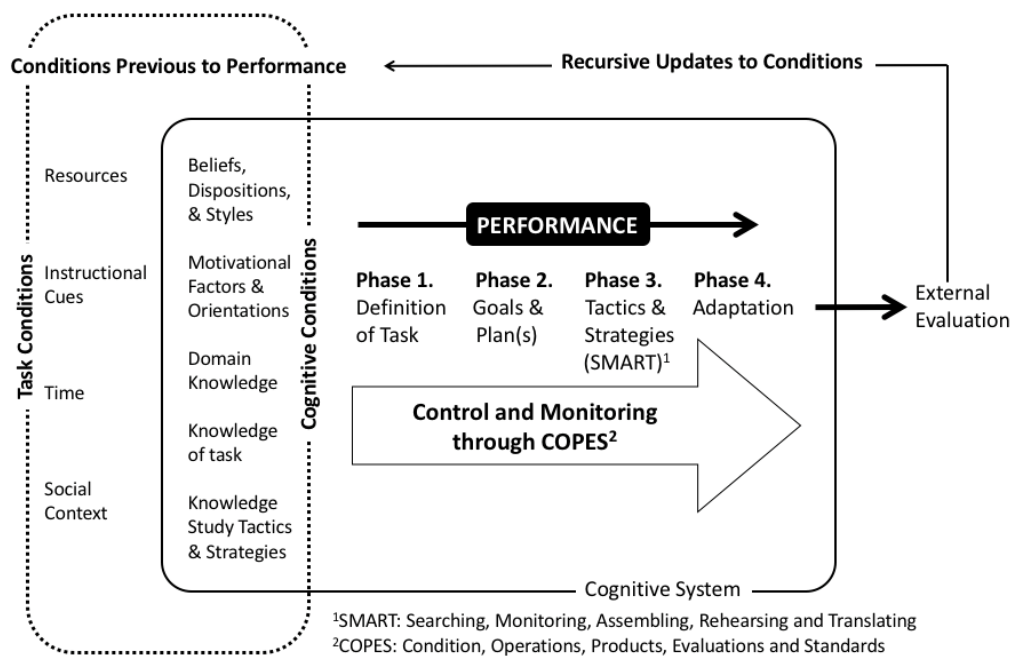 Conditions Previous to Performance
Recursive Updates to Conditions
Task Conditions
Resources
Instructional
Cues
Time
Social
Context
Beliefs,
Dispositions,
& Styles
Motivational
Factors &
Orientations
Domain
Knowledge
Knowledge
of task
Knowledge
Study Tactics
& Strategies
Cognitive Conditions
PERFORMANCE
Phase 1.
Definition
of Task
Phase 2.
Goals &
Plan(s)
Phase 3.
Tactics &
Strategies
(SMART)¹
Phase 4.
Adaptation
Control and Monitoring
through COPES²
External
Evaluation
Cognitive System
¹SMART: Searching, Monitoring, Assembling, Rehearsing and Translating
²COPES: Condition, Operations, Products, Evaluations and Standards